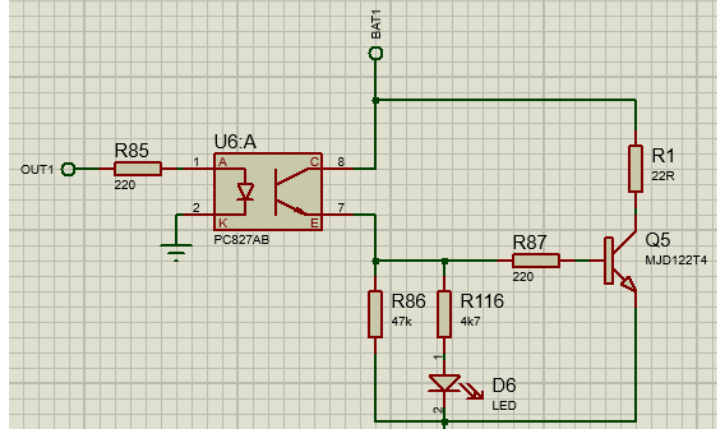 BAT1
OUT1
R85
220
U6:A
1
A
C
8
2
K
E
7
PC827AB
R1
22R
R87
220
Q5
MJD122T4
R86
47k
R116
4k7
1
D6
LED
2